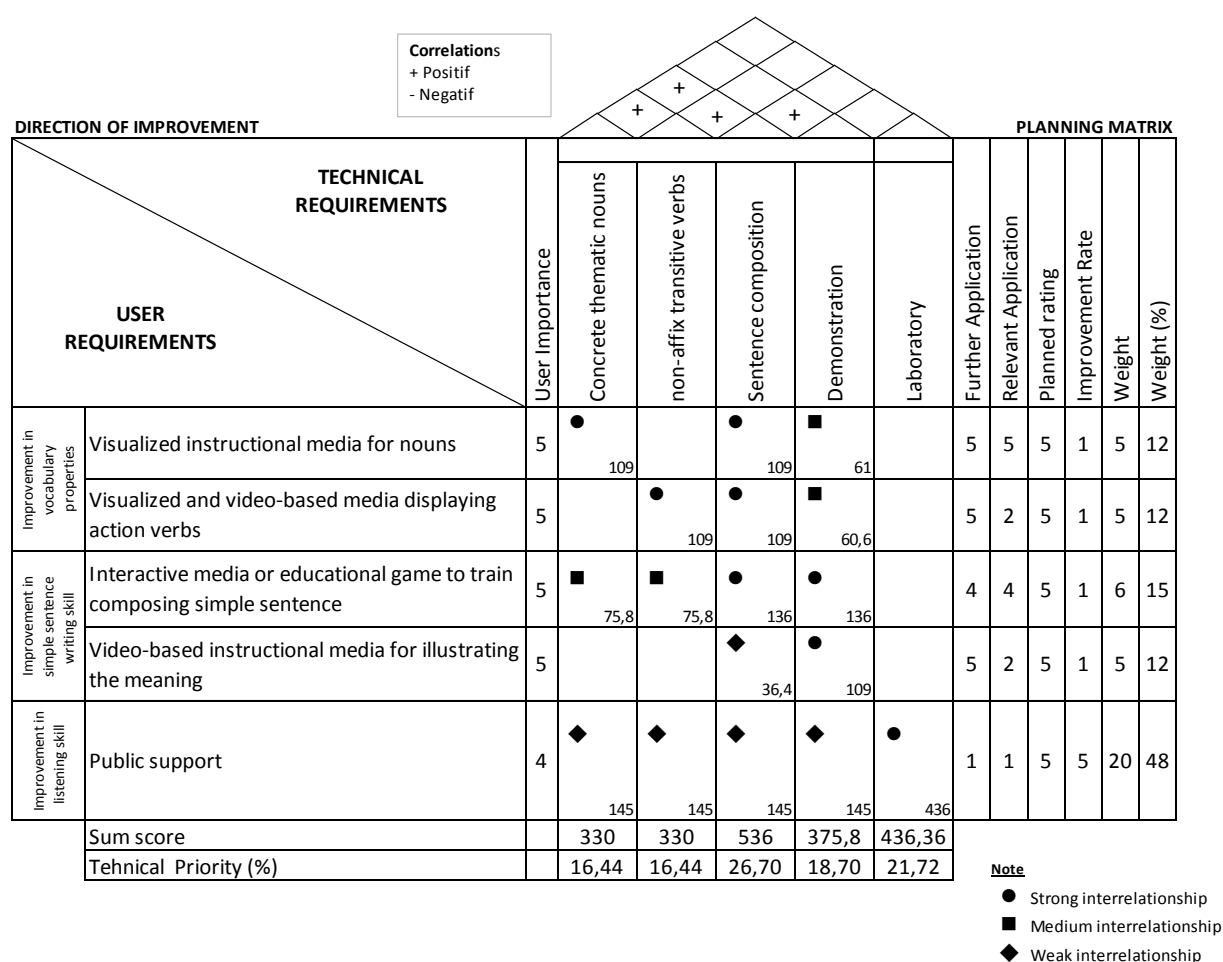 Correlations
+ Positif
- Negatif
+
+ + +
DIRECTION OF IMPROVEMENT
PLANNING MATRIX
TECHNICAL
REQUIREMENTS
USER
REQUIREMENTS
User Importance
Concrete thematic nouns
non-affix transitive verbs
Sentence composition
Demonstration
Laboratory
Further Application
Relevant Application
Planned rating
Improvement Rate
Weight
Weight (%)
Improvement in
vocabulary
properties
Visualized instructional media for nouns
5
● ● ■
109 109 61
5 5 5 1 5 12
Visualized and video-based media displaying
action verbs
5
● ● ■
109 109 60,6
5 2 5 1 5 12
Improvement in
simple sentence
writing skill
Interactive media or educational game to train
composing simple sentence
5
■ ■ ● ●
75,8 75,8 136 136
4 4 5 1 6 15
Video-based instructional media for illustrating
the meaning
5
◆ ●
36,4 109
5 2 5 1 5 12
Improvement in
listening skill
Public support
4
◆ ◆ ◆ ◆ ●
145 145 145 145 436
1 1 5 5 20 48
Sum score 330 330 536 375,8 436,36
Tehnical Priority (%) 16,44 16,44 26,70 18,70 21,72
Note
● Strong interrelationship
■ Medium interrelationship
◆ Weak interrelationship